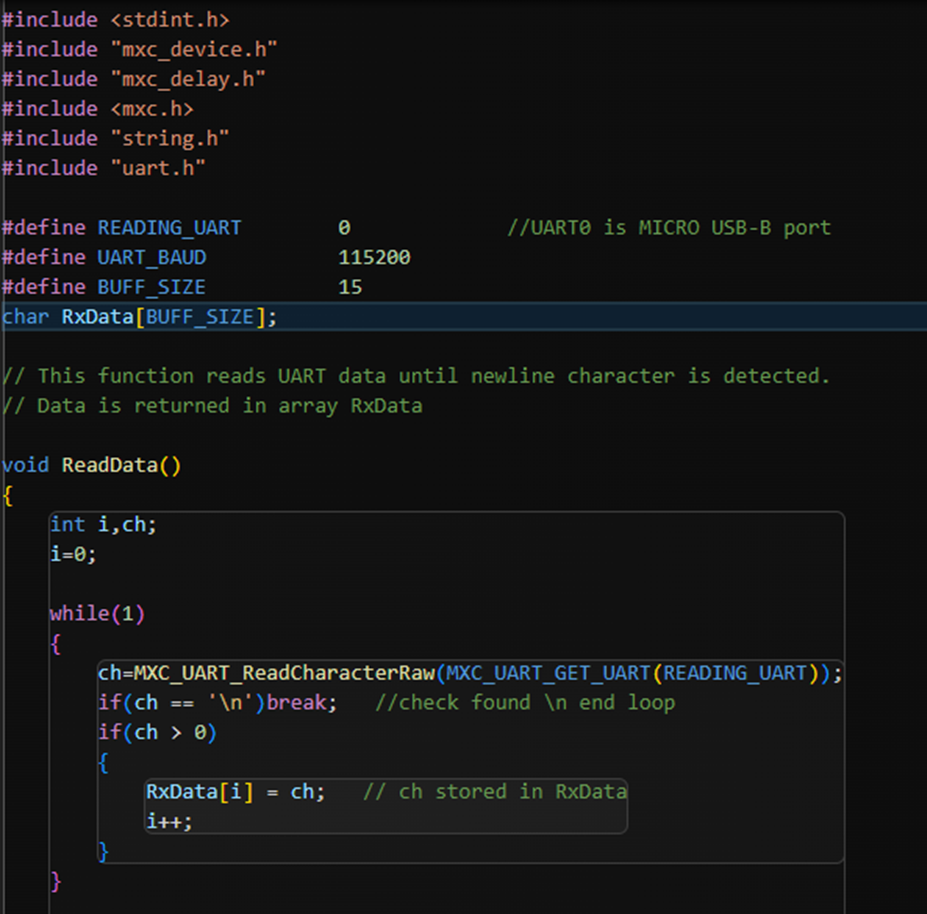 #include <stdint.h>
#include "mxc_device.h"
#include "mxc_delay.h"
#include <mxc.h>
#include "string.h"
#include "uart.h"
#define READING_UART 0 //UART0 is MICRO USB-B port
#define UART_BAUD 115200
#define BUFF_SIZE 15
char RxData[BUFF_SIZE];
// This function reads UART data until newline character is detected.
// Data is returned in array RxData
void ReadData()
{
int i,ch;
i=0;
while(1)
{
ch=MXC_UART_ReadCharacterRaw(MXC_UART_GET_UART(READING_UART));
if(ch == '\n')break; //check found \n end loop
if(ch > 0)
{
RxData[i] = ch; // ch stored in RxData
i++;
}
}